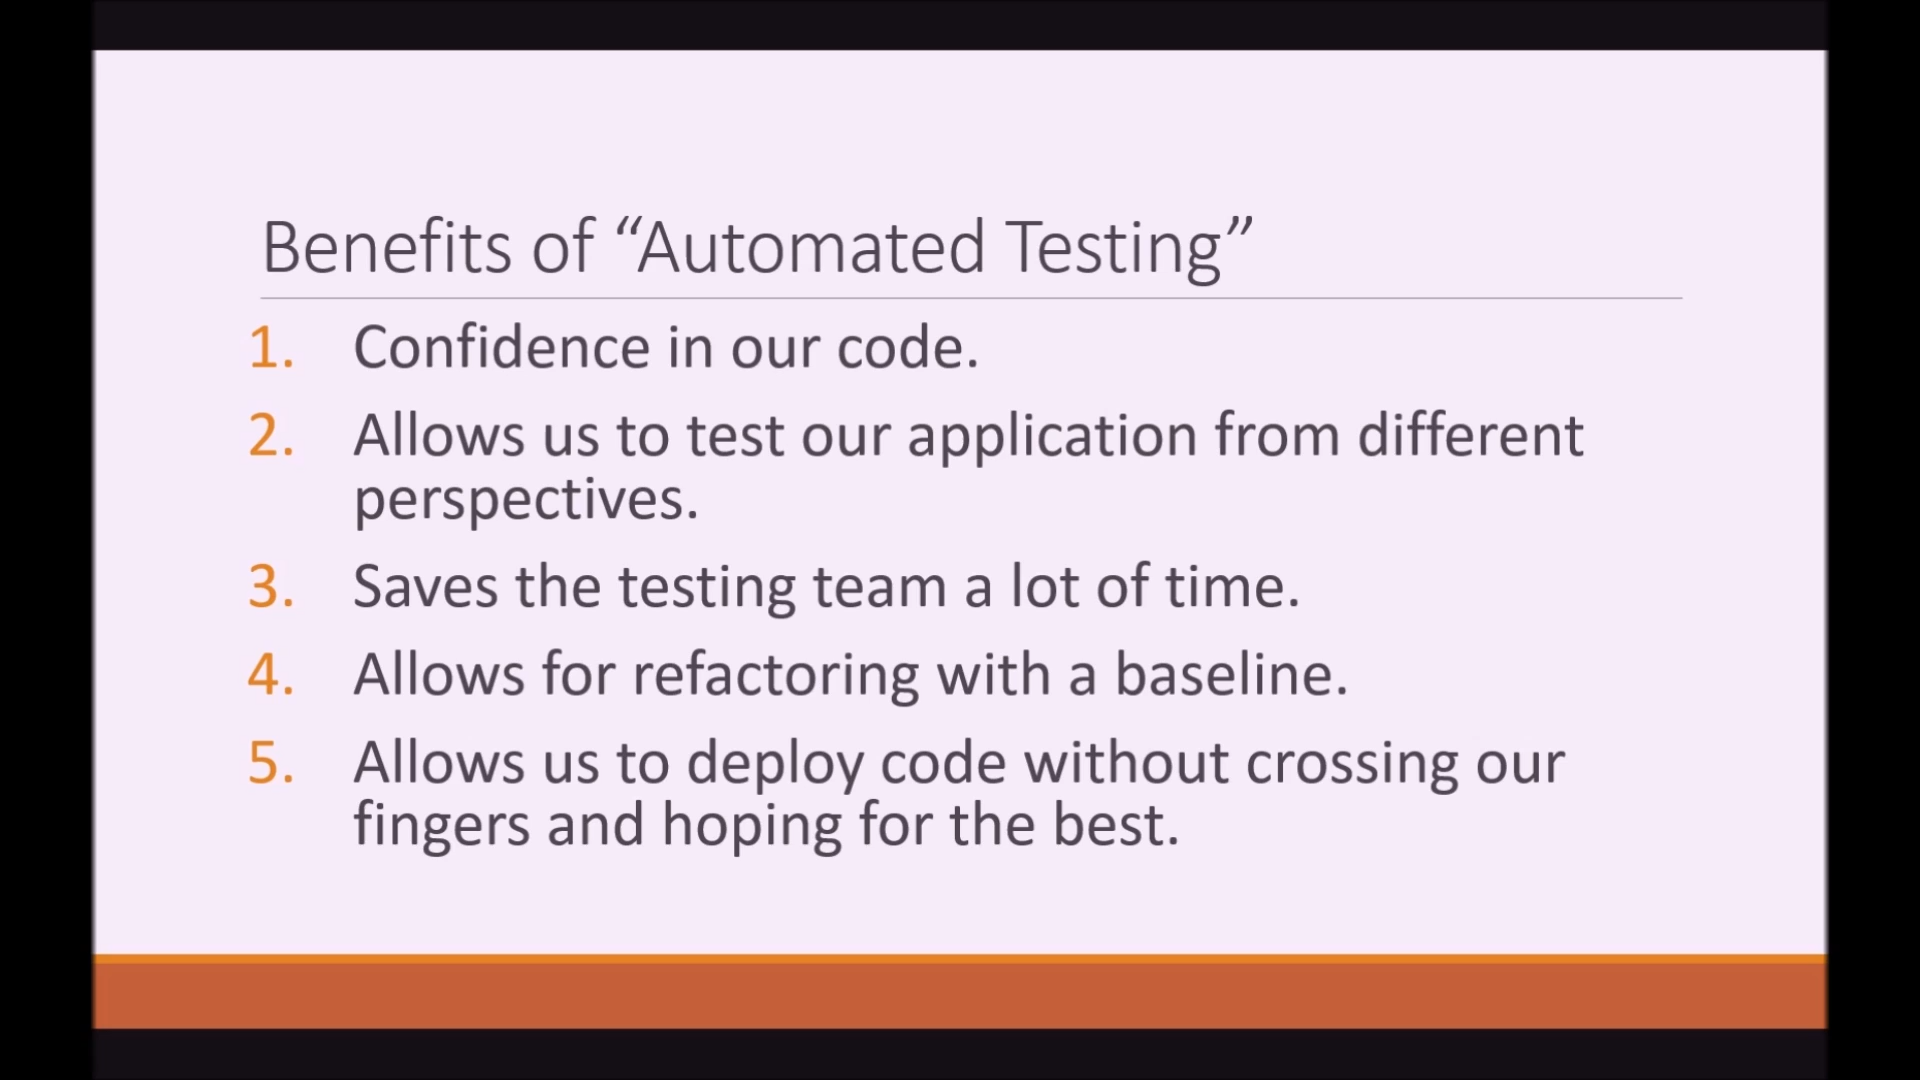 Benefits of “Automated Testing”
1. Confidence in our code.
2. Allows us to test our application from different
perspectives.
3. Saves the testing team a lot of time.
4. Allows for refactoring with a baseline.
5. Allows us to deploy code without crossing our
fingers and hoping for the best.